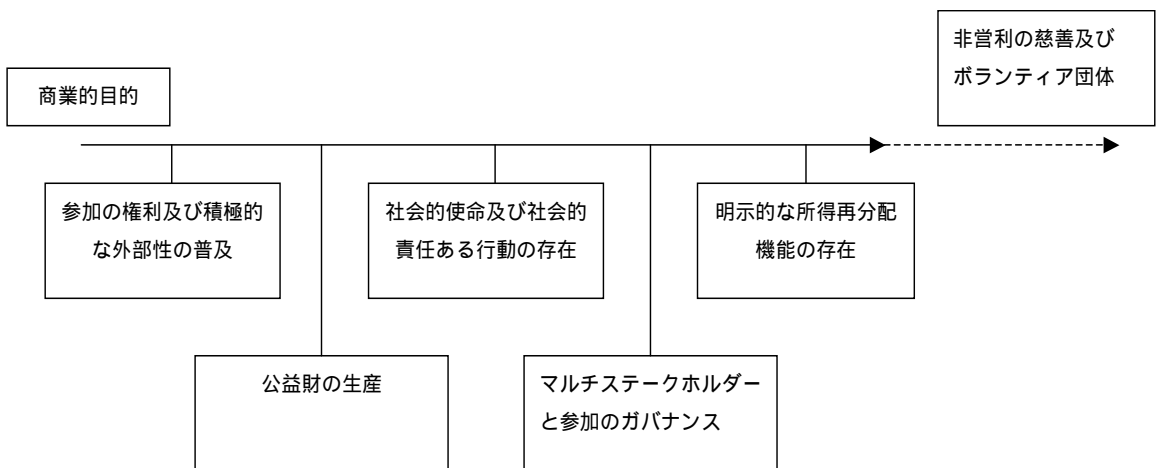 非営利の慈善及び
ボランティア団体
商業的目的
参加の権利及び積極的
な外部性の普及
社会的使命及び社会的
責任ある行動の存在
明示的な所得再分配
機能の存在
公益財の生産
マルチステークホルダー
と参加のガバナンス